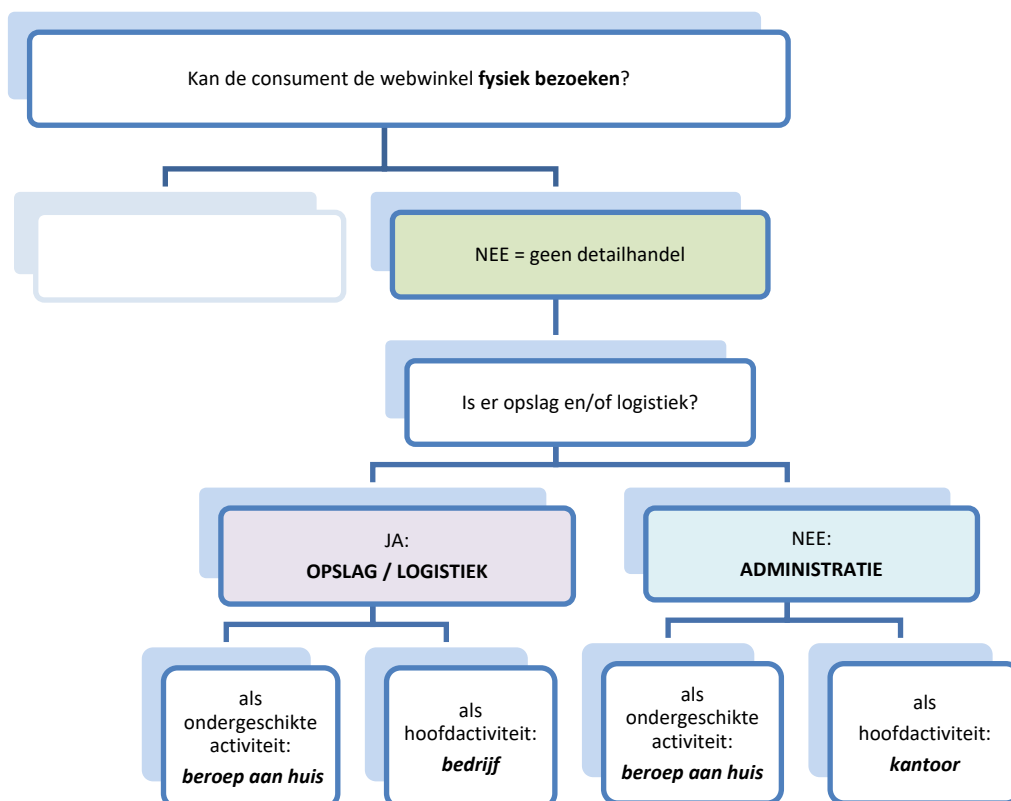 Kan de consument de webwinkel fysiek bezoeken?
NEE = geen detailhandel
Is er opslag en/of logistiek?
JA:
OPSLAG / LOGISTIEK
NEE:
ADMINISTRATIE
als
ondergeschikte
activiteit:
beroep aan huis
als
hoofdactiviteit:
bedrijf
als
ondergeschikte
activiteit:
beroep aan huis
als
hoofdactiviteit:
kantoor